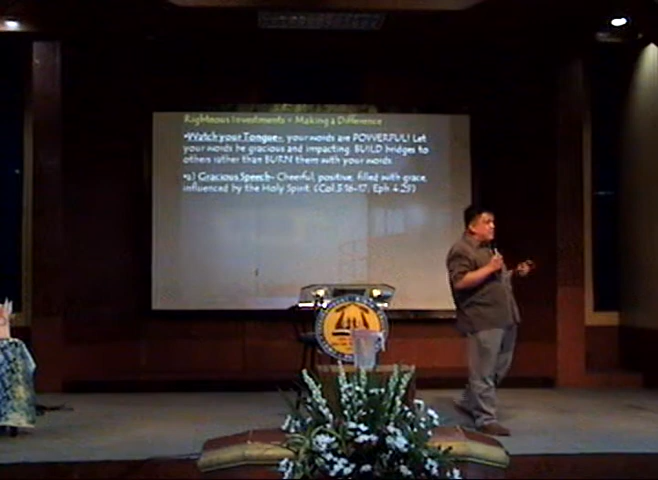 Righteous Investments = Making a Difference
•Watch your Tongue- your words are POWERFUL! Let
your words be gracious and impacting. BUILD bridges to
others rather than BURN them with your words.
•a) Gracious Speech- Cheerful, positive, filled with grace,
influenced by the Holy Spirit. (Col.3:16-17; Eph. 4:29)